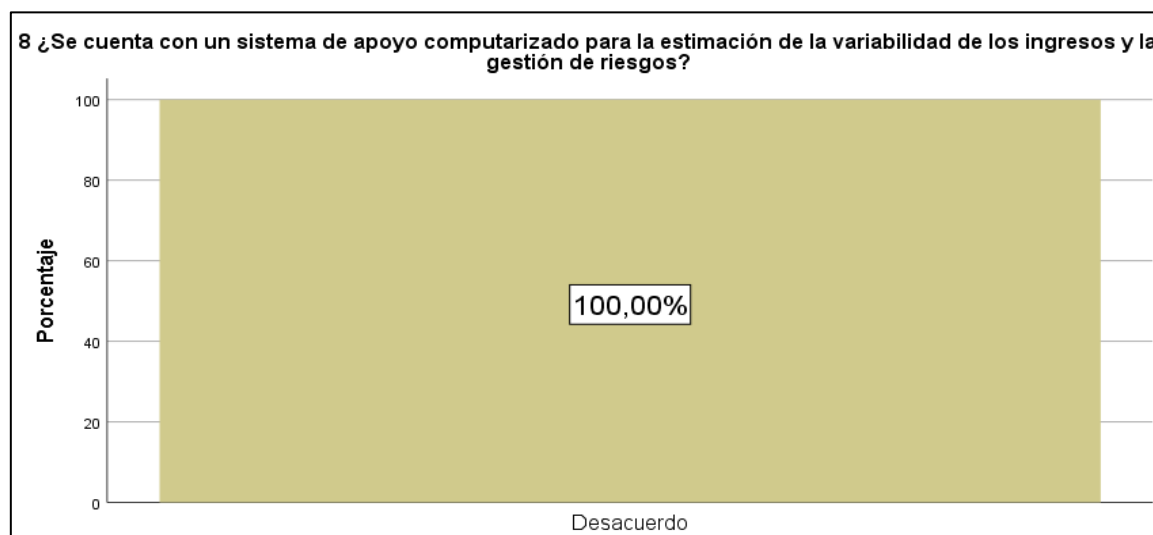 8 ¿Se cuenta con un sistema de apoyo computarizado para la estimación de la variabilidad de los ingresos y la
gestión de riesgos?
100
80
60
40
20
0
Porcentaje
100,00%
Desacuerdo